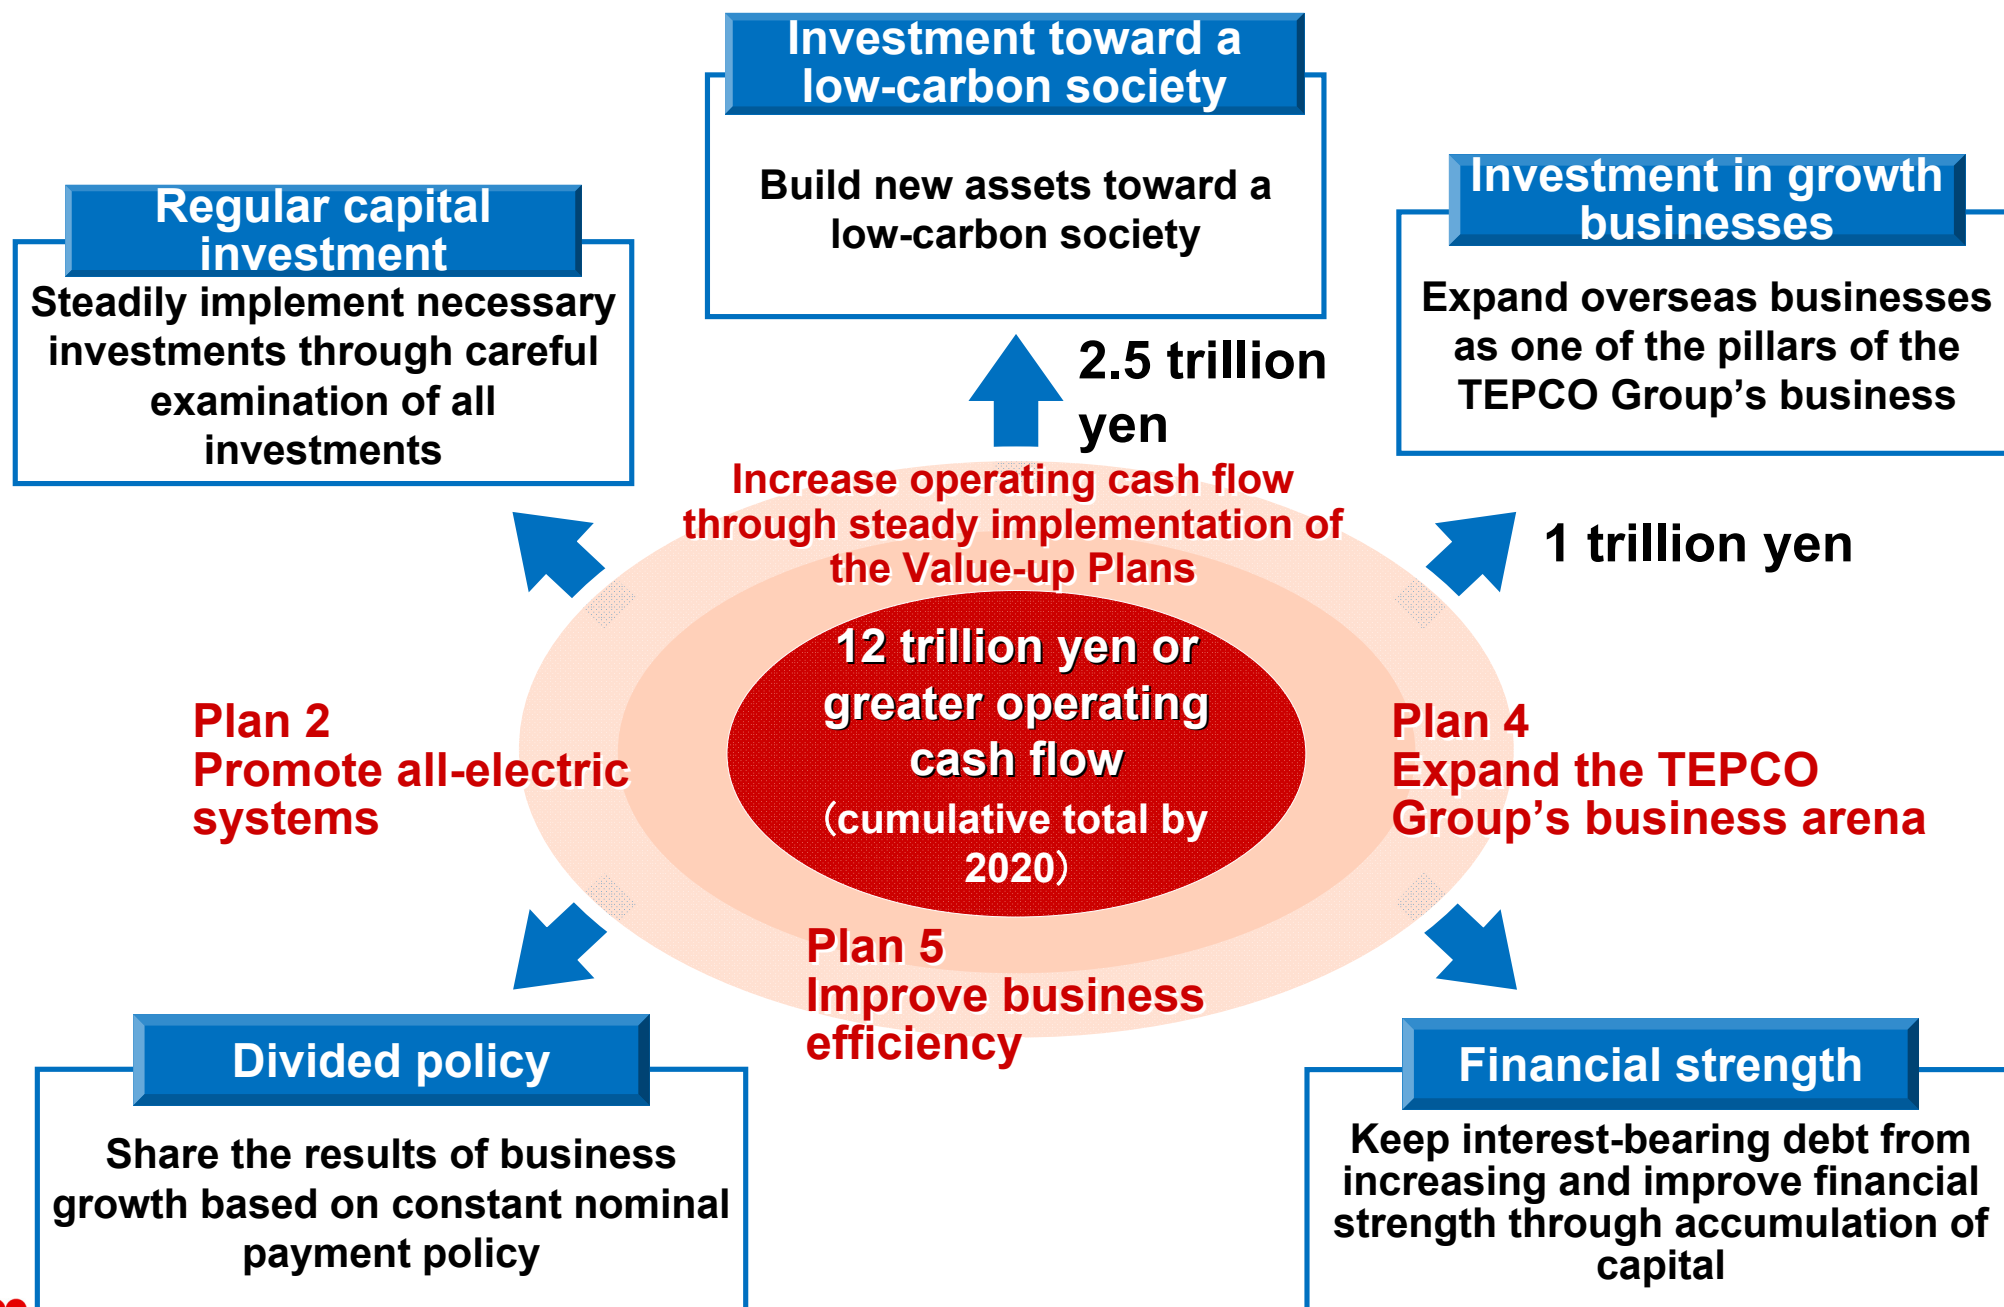 Investment toward a
low-carbon society
Build new assets toward a
low-carbon society
Regular capital
investment
Steadily implement necessary
investments through careful
examination of all
investments
Investment in growth
businesses
Expand overseas businesses
as one of the pillars of the
TEPCO Group’s business
2.5 trillion
yen
1 trillion yen
Increase operating cash flow
through steady implementation of
the Value-up Plans
12 trillion yen or
greater operating
cash flow
（cumulative total by
2020）
Plan 2
Promote all-electric
systems
Plan 4
Expand the TEPCO
Group’s business arena
Plan 5
Improve business
efficiency
Divided policy
Share the results of business
growth based on constant nominal
payment policy
Financial strength
Keep interest-bearing debt from
increasing and improve financial
strength through accumulation of
capital